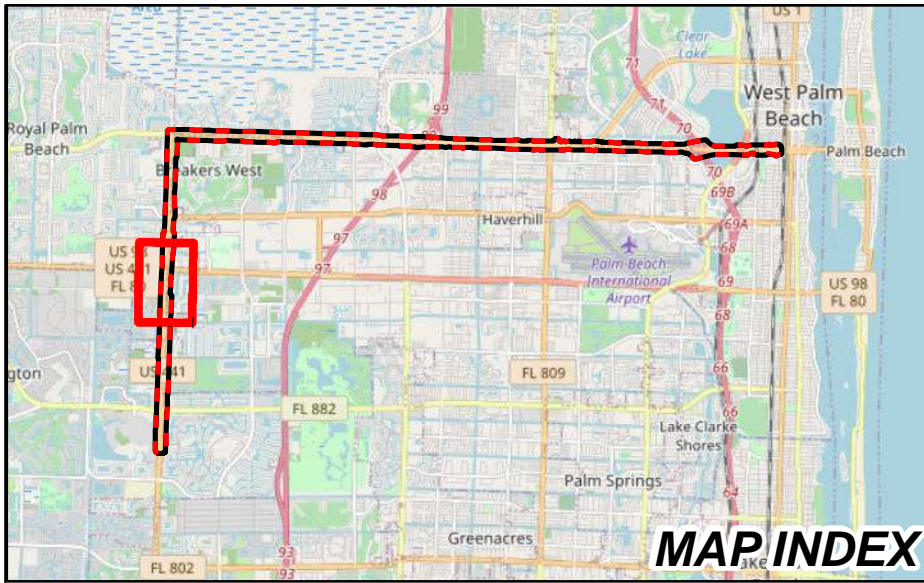 US 1
Clear
Lake
71
71
99
West Palm
Beach
Royal Palm
Beach
70
Palm Beach
Breakers West
70
98
69B
Haverhill
69A
97
68
US 98
US 441
FL 80
97
Palm Beach
International
Airport
69
US 98
FL 80
68
US 441
FL 809
66
gton
FL 882
66
Lake Clarke
Shores
Palm Springs
64
Greenacres
93
93
FL 802
MAP INDEX